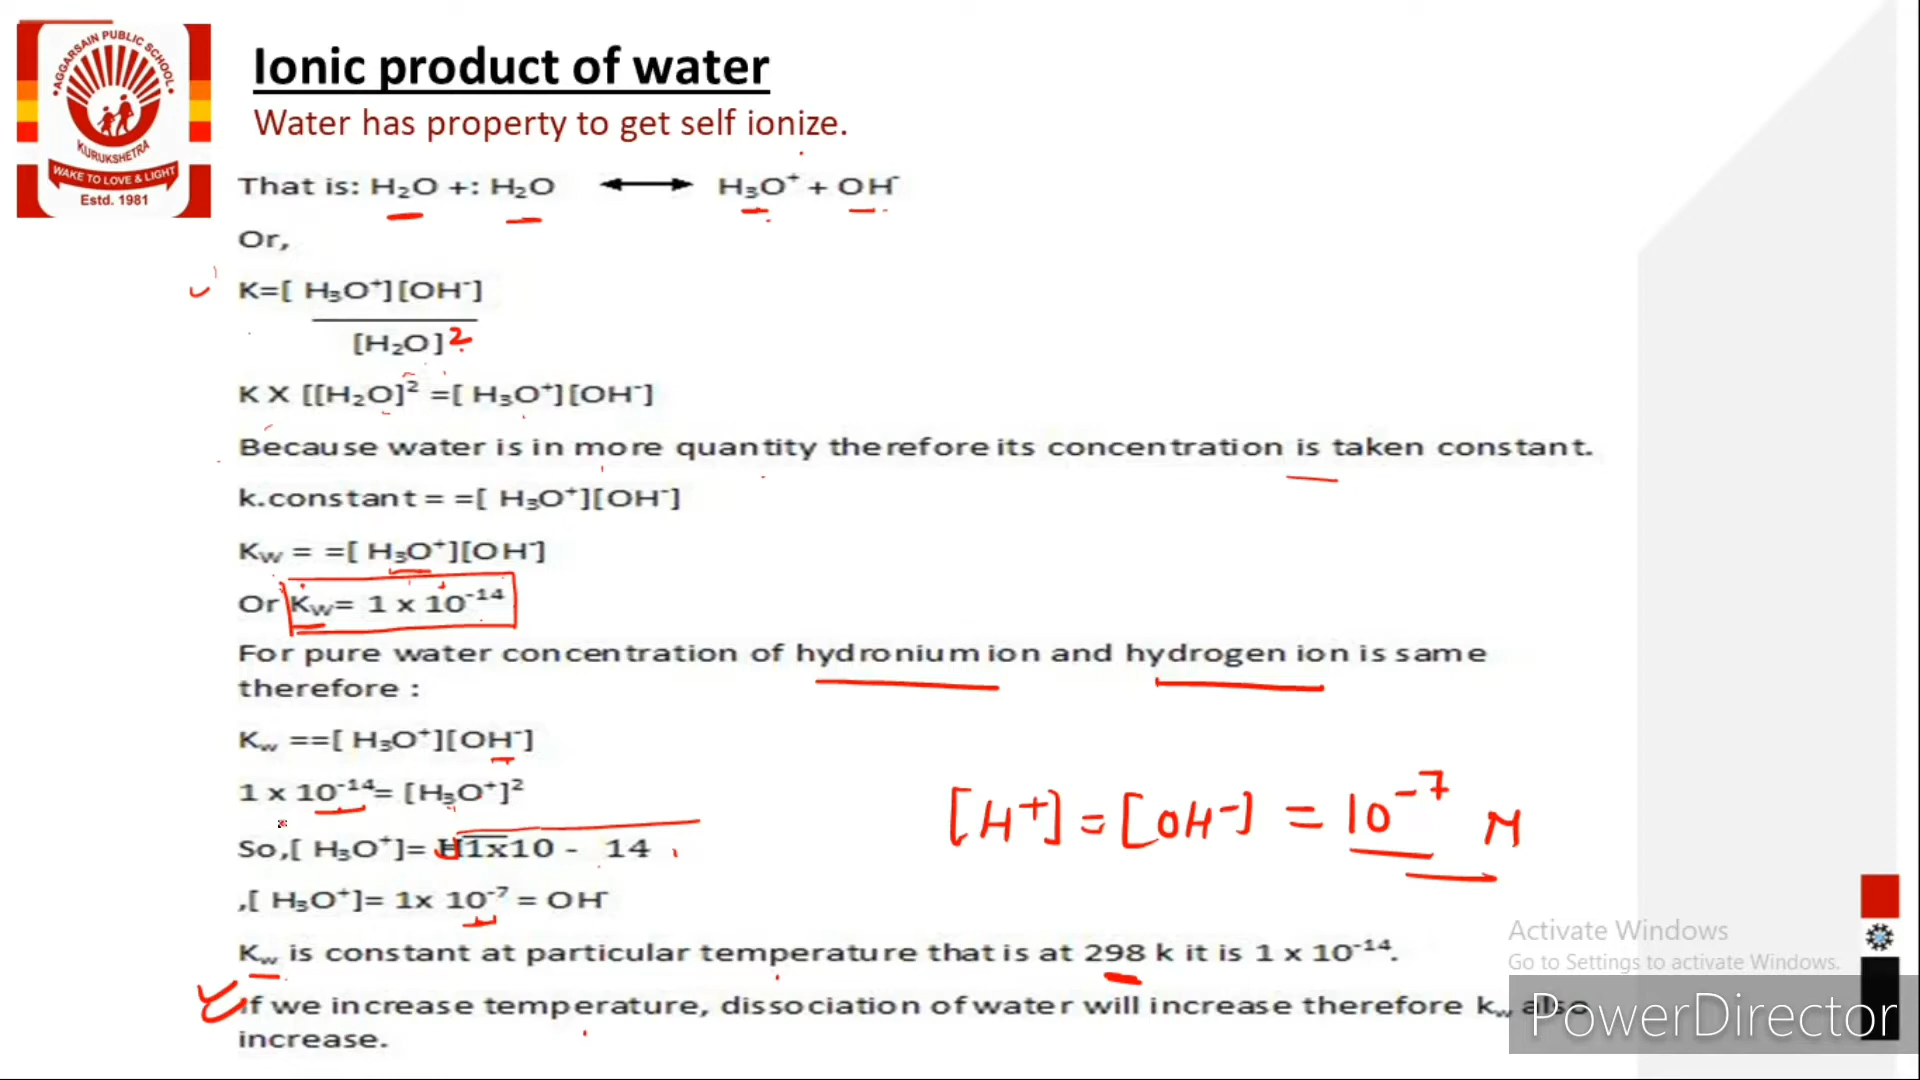 AGGARSAIN PUBLIC SCHOOL
KURUKSHETRA
WAKE TO LOVE & LIGHT
Estd. 1981
Ionic product of water
Water has property to get self ionize.
That is: H₂O +: H₂O ⟷ H₃O⁺ + OH⁻
Or,
K=[ H₃O⁺][OH⁻]
[H₂O]²
K X [[H₂O]² =[ H₃O⁺][OH⁻]
Because water is in more quantity therefore its concentration is taken constant.
k.constant = =[ H₃O⁺][OH⁻]
Kw = =[ H₃O⁺][OH⁻]
Or Kw= 1 x 10⁻¹⁴
For pure water concentration of hydronium ion and hydrogen ion is same
therefore :
Kw ==[ H₃O⁺][OH⁻]
1 x 10⁻¹⁴= [H₃O⁺]²
[H⁺] = [OH⁻] = 10⁻⁷ M
So,[ H₃O⁺]= H1x10 - 14
,[ H₃O⁺]= 1x 10⁻⁷ = OH⁻
Kw is constant at particular temperature that is at 298 k it is 1 x 10⁻¹⁴.
If we increase temperature, dissociation of water will increase therefore kw also
increase.
Activate Windows
Go to Settings to activate Windows.
PowerDirector